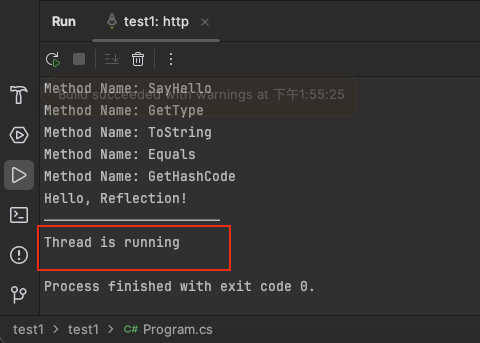 Run
test1: http
Method Name: SayHello
Build succeeded with warnings at 下午1:55:25
Method Name: GetType
Method Name: ToString
Method Name: Equals
Method Name: GetHashCode
Hello, Reflection!
——————————————————————
Thread is running
Process finished with exit code 0.
test1 > test1 > C# Program.cs